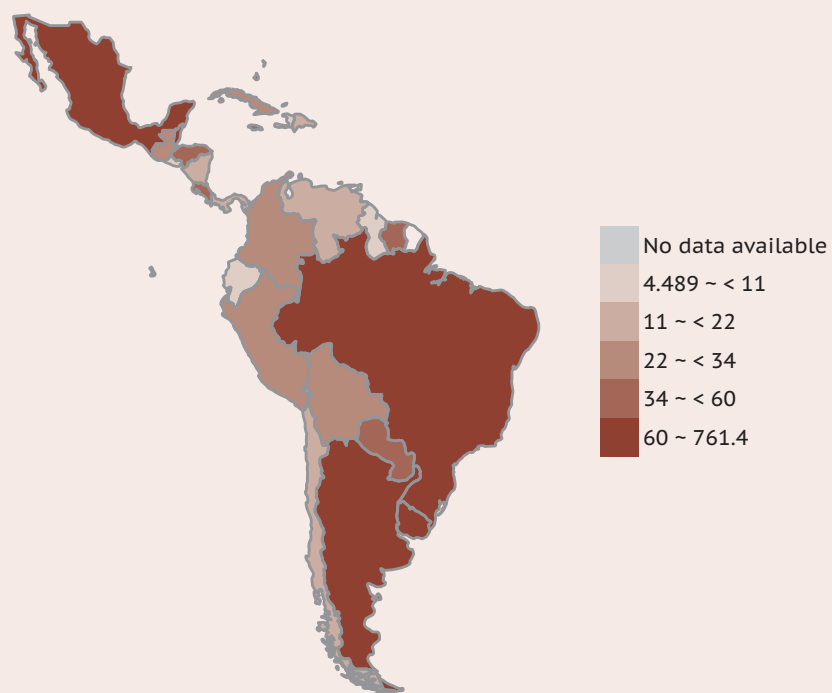 No data available
4.489 ~ < 11
11 ~ < 22
22 ~ < 34
34 ~ < 60
60 ~ 761.4